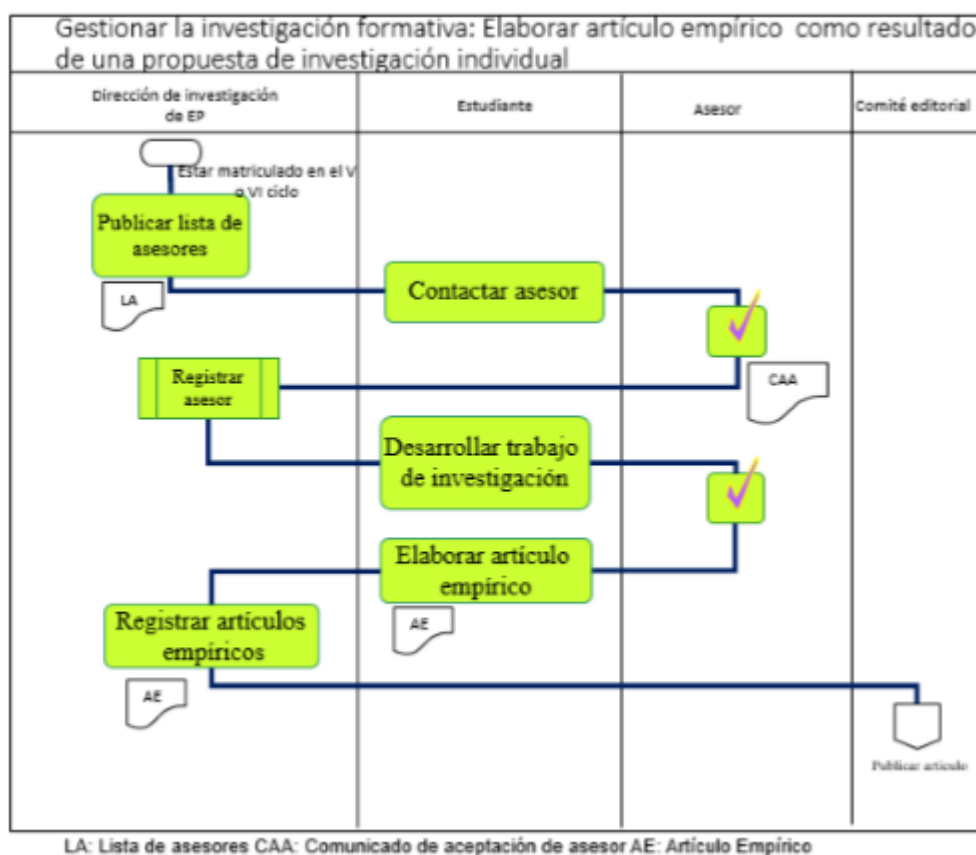 Gestionar la investigación formativa: Elaborar artículo empírico como resultado
de una propuesta de investigación individual
Dirección de investigación
de EP
Estudiante
Asesor
Comité editorial
Estar matriculado en el V
o VI ciclo
Publicar lista de
asesores
LA
Contactar asesor
Registrar
asesor
CAA
Desarrollar trabajo
de investigación
Elaborar artículo
empírico
AE
Registrar artículos
empíricos
AE
Publicar artículo
LA: Lista de asesores CAA: Comunicado de aceptación de asesor AE: Artículo Empírico